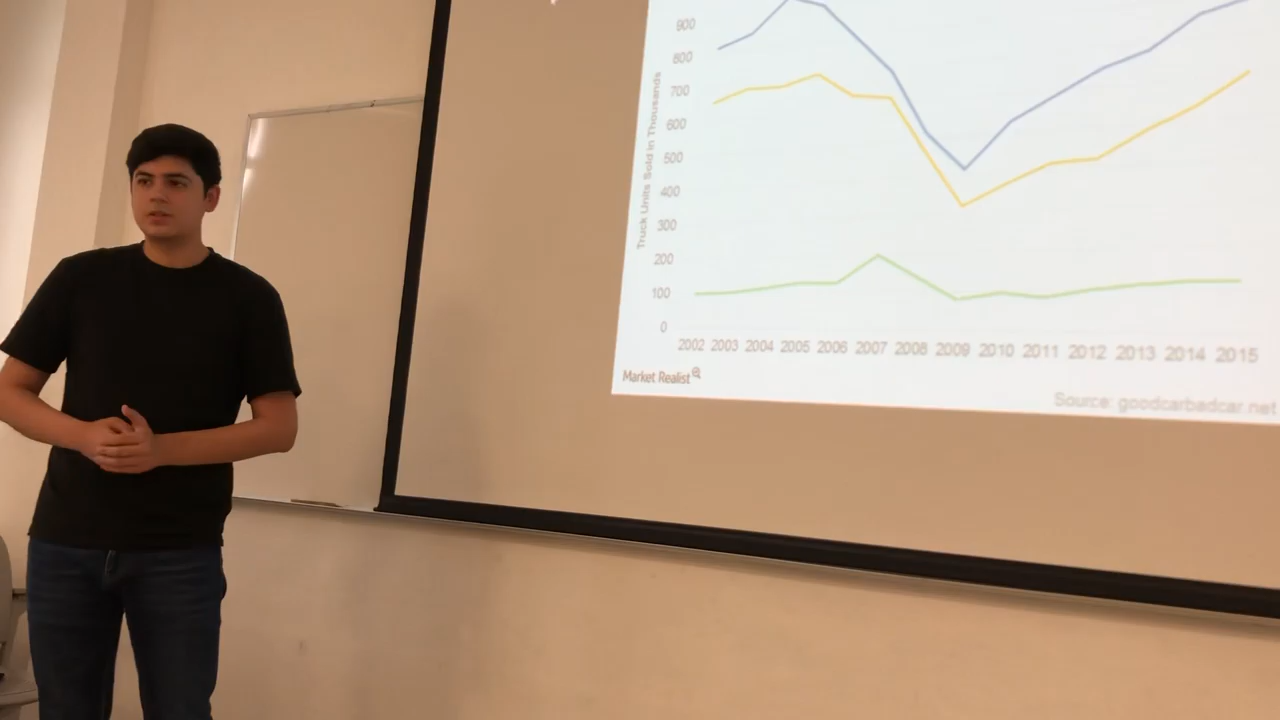 900
800
700
600
500
400
300
200
100
0
Truck Units Sold in Thousands
2002 2003 2004 2005 2006 2007 2008 2009 2010 2011 2012 2013 2014 2015
Market Realist
Source: goodcarbadcar.net